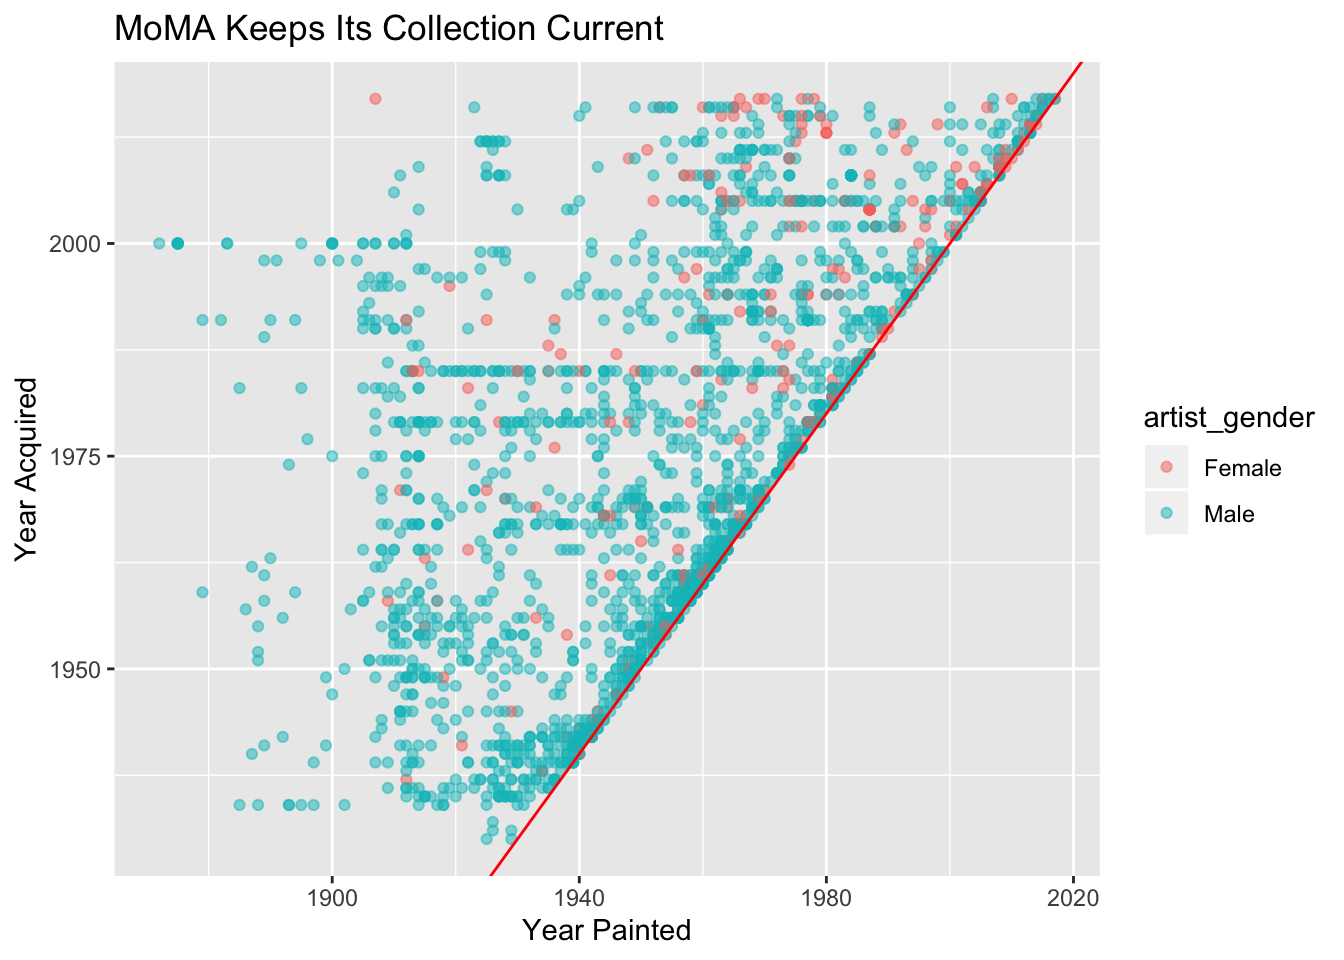 MoMA Keeps Its Collection Current
Year Acquired
2000
1975
1950
1900
1940
1980
2020
Year Painted
artist_gender
Female
Male